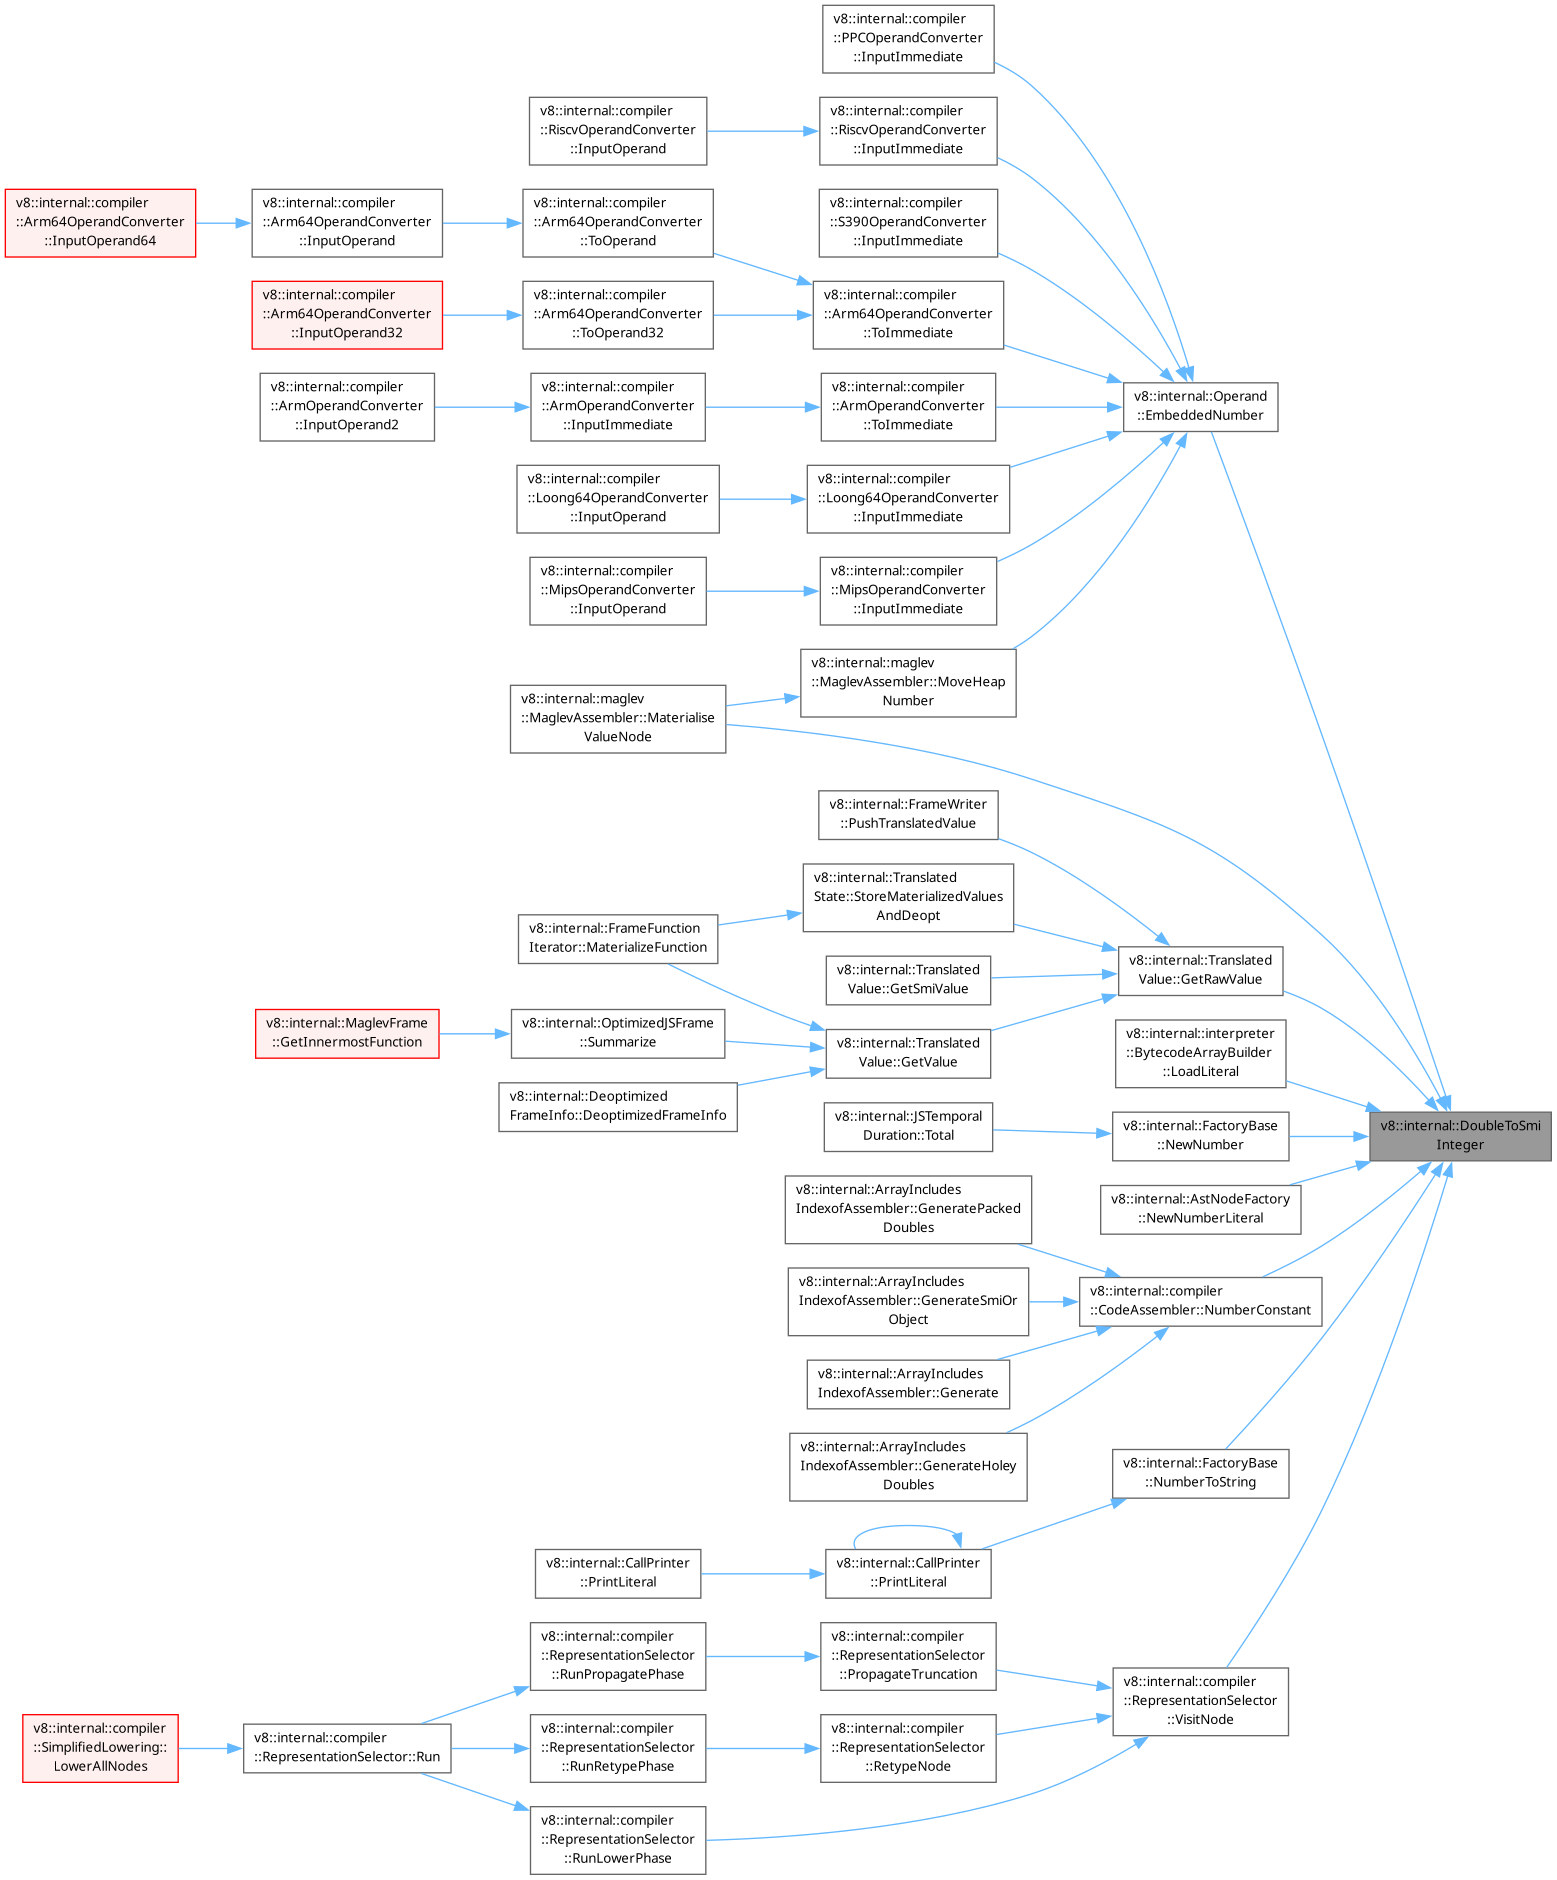 v8::internal::compiler
::PPCOperandConverter
::InputImmediate
v8::internal::compiler
::RiscvOperandConverter
::InputOperand
v8::internal::compiler
::RiscvOperandConverter
::InputImmediate
v8::internal::compiler
::Arm64OperandConverter
::InputOperand64
v8::internal::compiler
::Arm64OperandConverter
::InputOperand
v8::internal::compiler
::Arm64OperandConverter
::ToOperand
v8::internal::compiler
::S390OperandConverter
::InputImmediate
v8::internal::compiler
::Arm64OperandConverter
::InputOperand32
v8::internal::compiler
::Arm64OperandConverter
::ToOperand32
v8::internal::compiler
::Arm64OperandConverter
::ToImmediate
v8::internal::compiler
::ArmOperandConverter
::InputOperand2
v8::internal::compiler
::ArmOperandConverter
::InputImmediate
v8::internal::compiler
::ArmOperandConverter
::ToImmediate
v8::internal::Operand
::EmbeddedNumber
v8::internal::compiler
::Loong64OperandConverter
::InputOperand
v8::internal::compiler
::Loong64OperandConverter
::InputImmediate
v8::internal::compiler
::MipsOperandConverter
::InputOperand
v8::internal::compiler
::MipsOperandConverter
::InputImmediate
v8::internal::maglev
::MaglevAssembler::MoveHeap
Number
v8::internal::maglev
::MaglevAssembler::Materialise
ValueNode
v8::internal::FrameWriter
::PushTranslatedValue
v8::internal::Translated
State::StoreMaterializedValues
AndDeopt
v8::internal::FrameFunction
Iterator::MaterializeFunction
v8::internal::Translated
Value::GetSmiValue
v8::internal::Translated
Value::GetRawValue
v8::internal::MaglevFrame
::GetInnermostFunction
v8::internal::OptimizedJSFrame
::Summarize
v8::internal::Translated
Value::GetValue
v8::internal::interpreter
::BytecodeArrayBuilder
::LoadLiteral
v8::internal::Deoptimized
FrameInfo::DeoptimizedFrameInfo
v8::internal::JSTemporal
Duration::Total
v8::internal::FactoryBase
::NewNumber
v8::internal::DoubleToSmi
Integer
v8::internal::AstNodeFactory
::NewNumberLiteral
v8::internal::ArrayIncludes
IndexofAssembler::GeneratePacked
Doubles
v8::internal::ArrayIncludes
IndexofAssembler::GenerateSmiOr
Object
v8::internal::compiler
::CodeAssembler::NumberConstant
v8::internal::ArrayIncludes
IndexofAssembler::Generate
v8::internal::ArrayIncludes
IndexofAssembler::GenerateHoley
Doubles
v8::internal::FactoryBase
::NumberToString
v8::internal::CallPrinter
::PrintLiteral
v8::internal::CallPrinter
::PrintLiteral
v8::internal::compiler
::RepresentationSelector
::RunPropagatePhase
v8::internal::compiler
::RepresentationSelector
::PropagateTruncation
v8::internal::compiler
::RepresentationSelector
::VisitNode
v8::internal::compiler
::SimplifiedLowering::
LowerAllNodes
v8::internal::compiler
::RepresentationSelector::Run
v8::internal::compiler
::RepresentationSelector
::RunRetypePhase
v8::internal::compiler
::RepresentationSelector
::RetypeNode
v8::internal::compiler
::RepresentationSelector
::RunLowerPhase